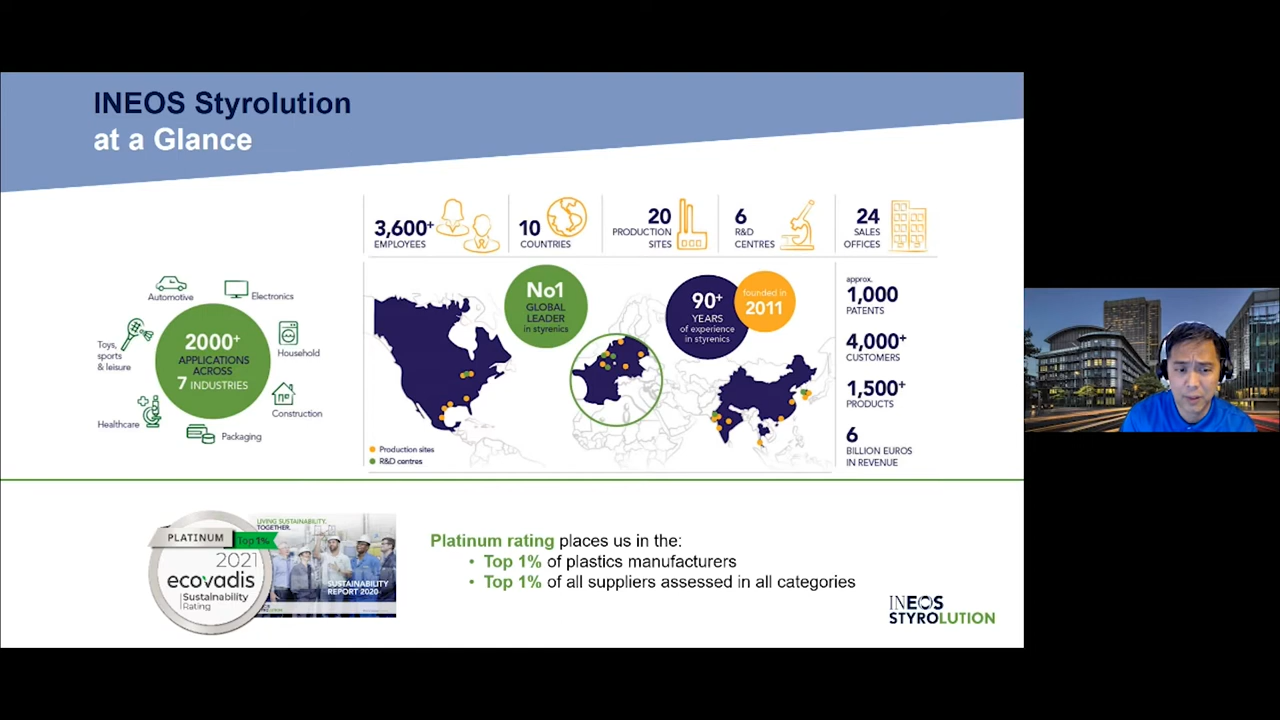 INEOS Styrolution
at a Glance
3,600+
EMPLOYEES
10
COUNTRIES
20
PRODUCTION
SITES
6
R&D
CENTRES
24
SALES
OFFICES
Automotive
Electronics
Toys,
sports
& leisure
Household
Healthcare
Construction
Packaging
2000+
APPLICATIONS
ACROSS
7 INDUSTRIES
No1
GLOBAL
LEADER
in styrenics
90+
YEARS
of experience
in styrenics
founded in
2011
Production sites
R&D centres
approx.
1,000
PATENTS
4,000+
CUSTOMERS
1,500+
PRODUCTS
6
BILLION EUROS
IN REVENUE
PLATINUM
Top 1%
2021
ecovadis
Sustainability
Rating
LIVING SUSTAINABILITY.
TOGETHER.
SUSTAINABILITY
REPORT 2020
Platinum rating places us in the:
• Top 1% of plastics manufacturers
• Top 1% of all suppliers assessed in all categories
INEOS
STYROLUTION